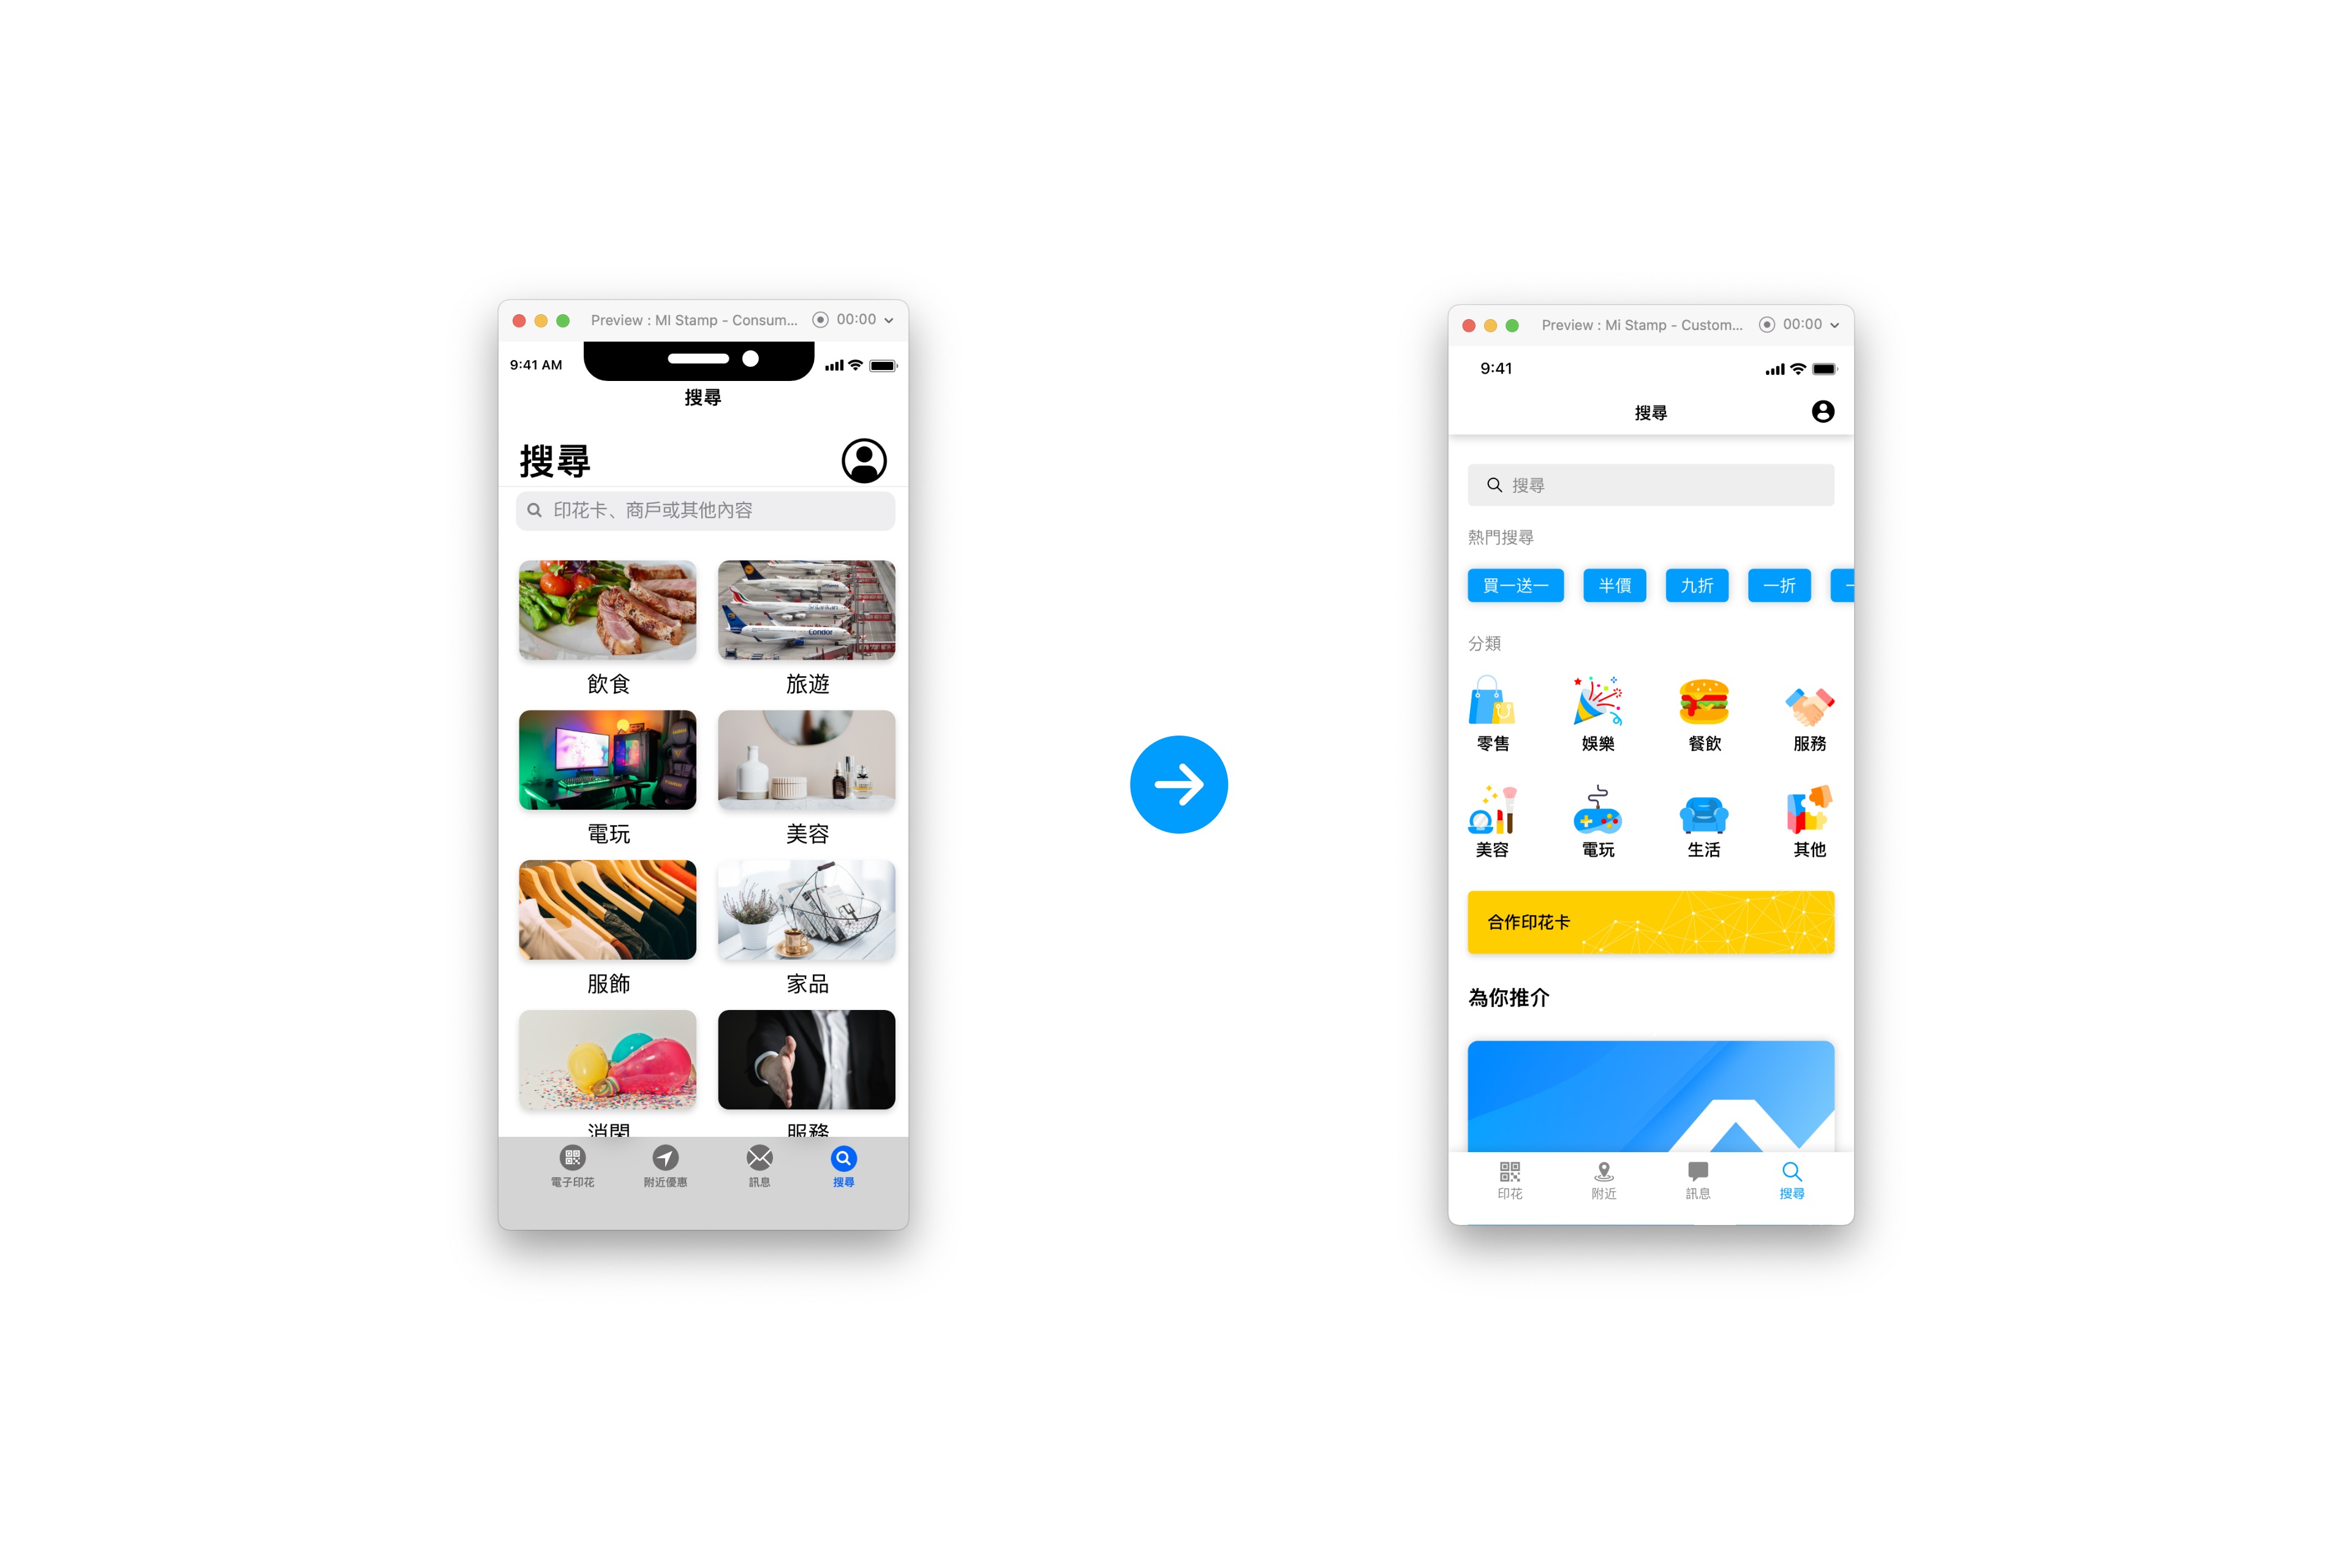 Preview : MI Stamp - Consum... 00:00
9:41 AM
搜尋
搜尋
印花卡、商戶或其他內容
飲食 旅遊
Condor
電玩 美容
服飾 家品
消閑 服務
電子印花 附近優惠 訊息 搜尋
Preview : Mi Stamp - Custom... 00:00
9:41
搜尋
搜尋
熱門搜尋
買一送一 半價 九折 一折
分類
零售 娛樂 餐飲 服務
美容 電玩 生活 其他
合作印花卡
為你推介
印花 附近 訊息 搜尋